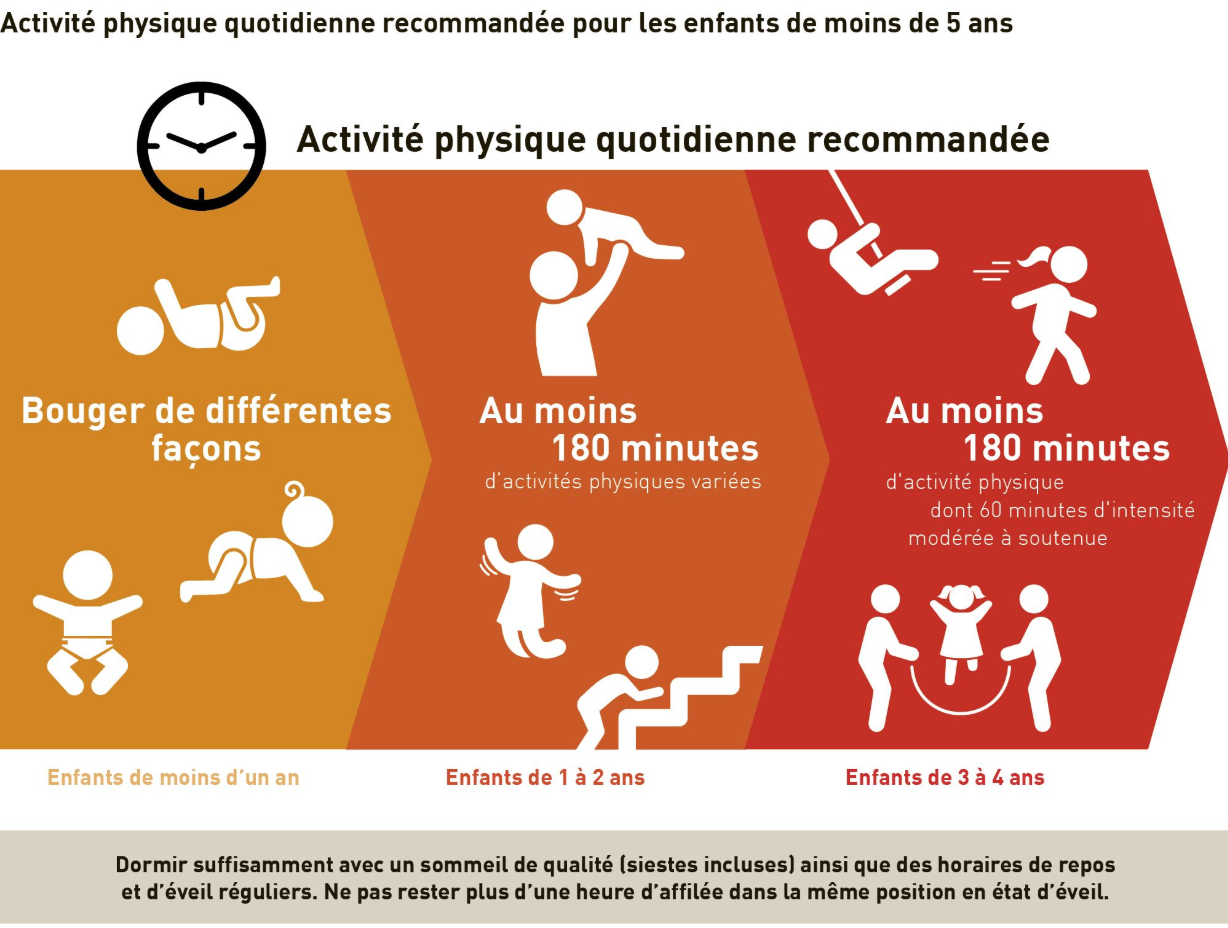 Activité physique quotidienne recommandée pour les enfants de moins de 5 ans
Activité physique quotidienne recommandée
Bouger de différentes
façons
Au moins
180 minutes
d’activités physiques variées
Au moins
180 minutes
d'activité physique
dont 60 minutes d'intensité
modérée à soutenue
Enfants de moins d’un an
Enfants de 1 à 2 ans
Enfants de 3 à 4 ans
Dormir suffisamment avec un sommeil de qualité (siestes incluses) ainsi que des horaires de repos
et d’éveil réguliers. Ne pas rester plus d’une heure d’affilée dans la même position en état d’éveil.